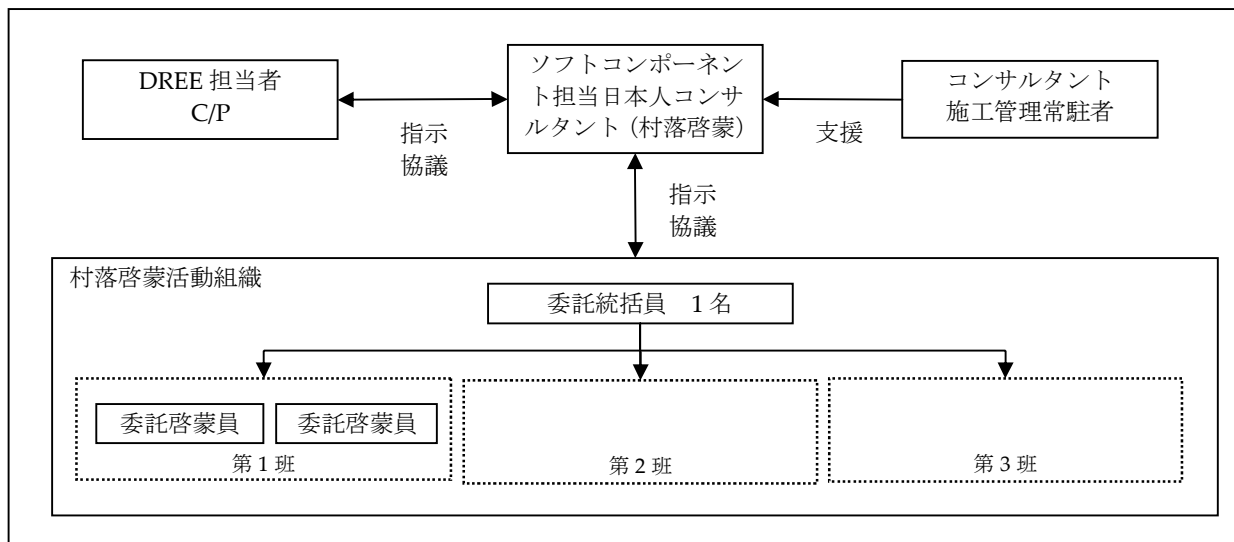 DREE 担当者
C/P
ソフトコンポーネン
ト担当日本人コンサ
ルタント（村落啓蒙）
コンサルタント
施工管理常駐者
指示
協議
支援
指示
協議
村落啓蒙活動組織
委託統括員　1 名
委託啓蒙員
委託啓蒙員
第 1 班
第 2 班
第 3 班